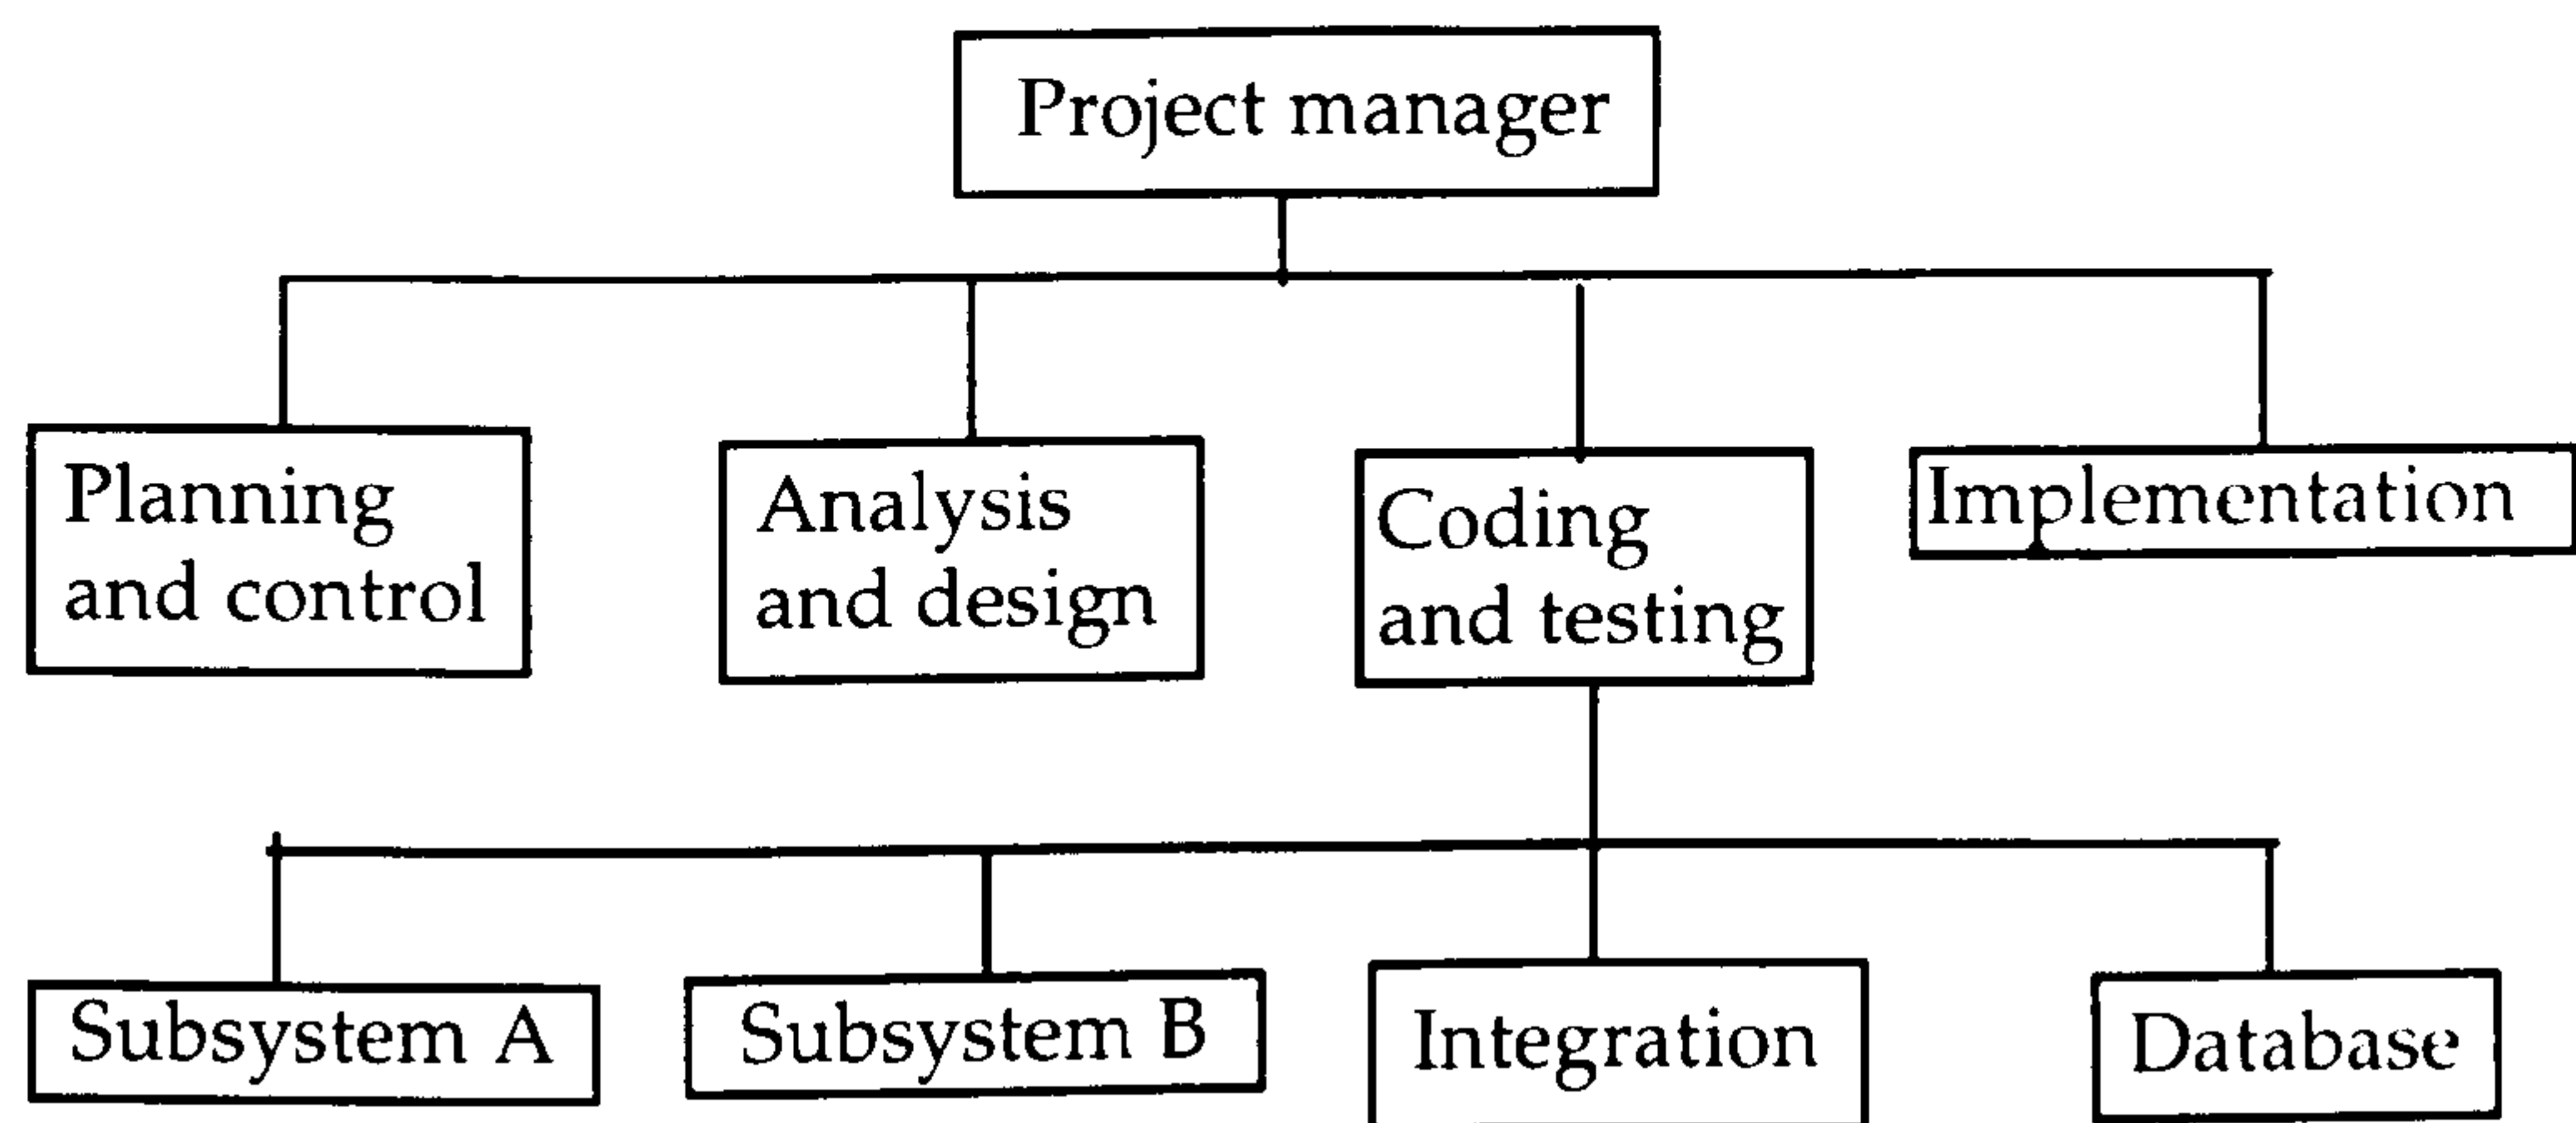 Project manager
Planning
and control
Analysis
and design
Coding
and testing
Implementation
Subsystem A
Subsystem B
Integration
Database